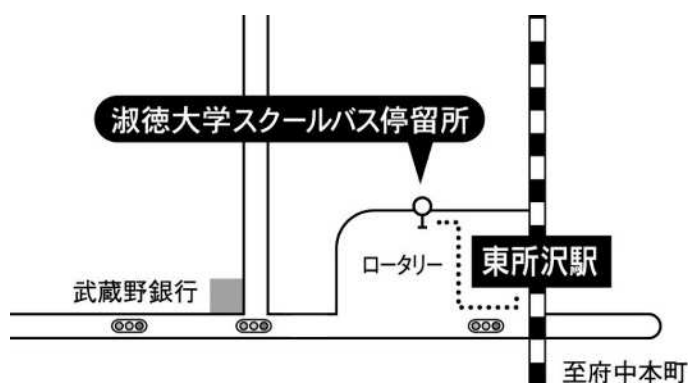 淑徳大学スクールバス停留所
ロータリー
東所沢駅
武蔵野銀行
至府中本町